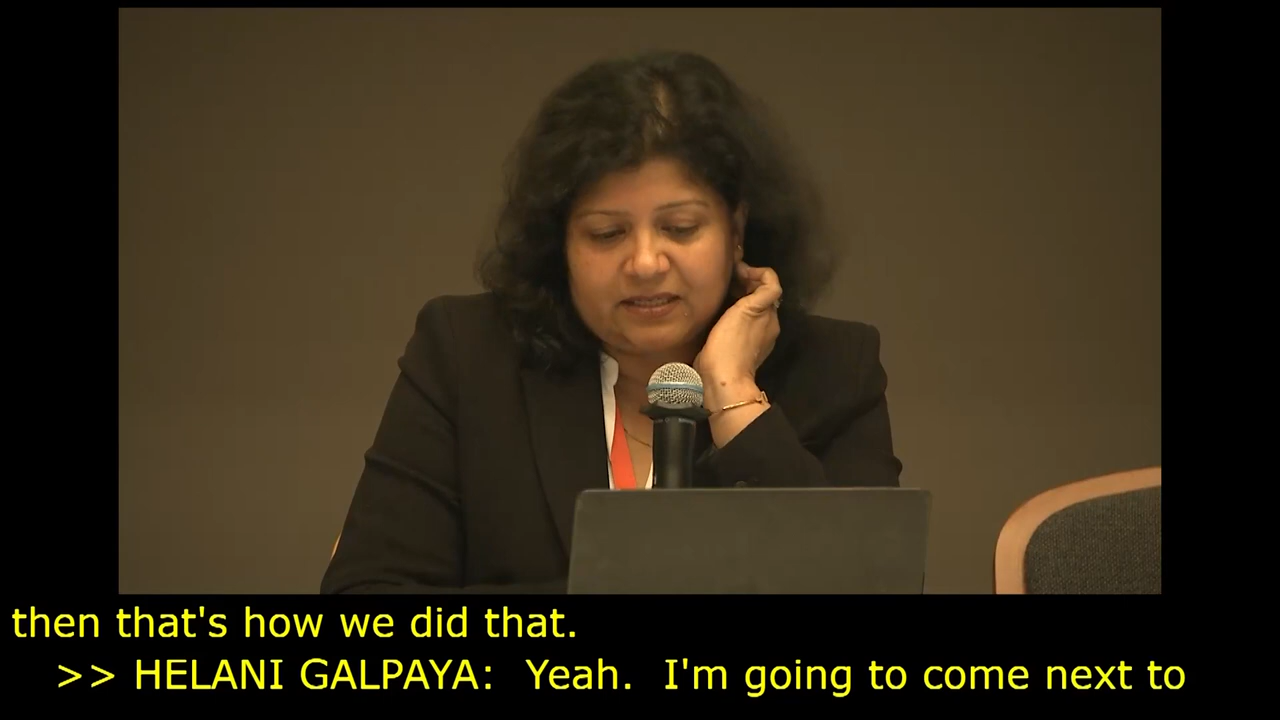 then that's how we did that.
>> HELANI GALPAYA:  Yeah.  I'm going to come next to